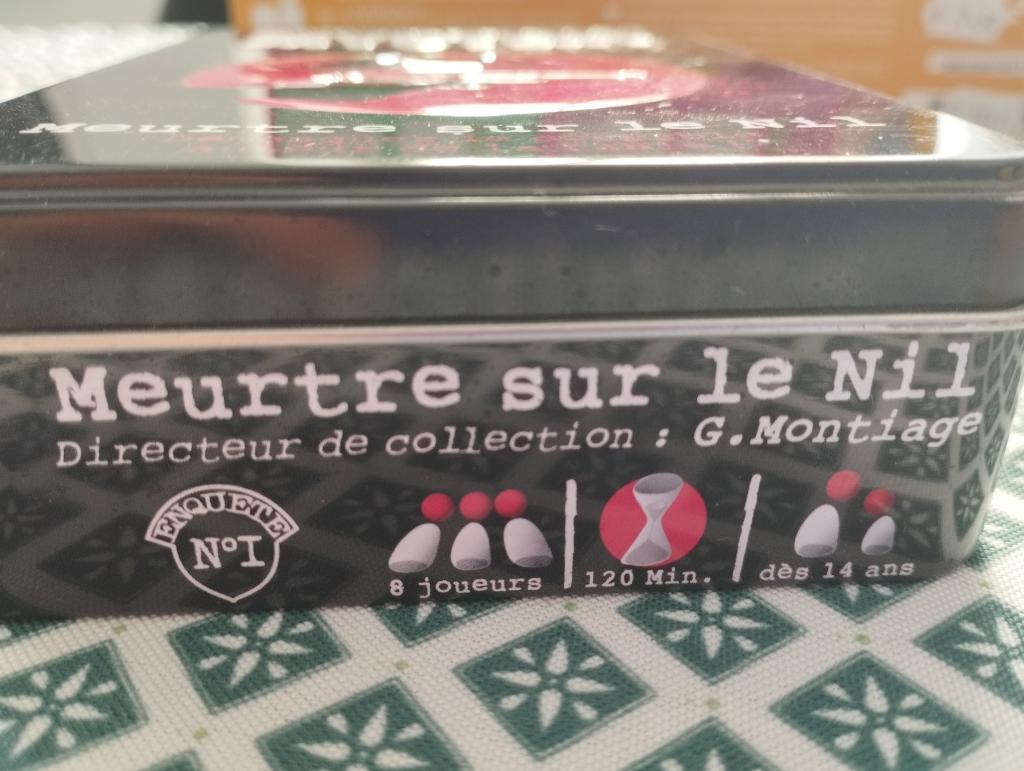 Meurtre sur le Nil
Meurtre sur le Nil
Directeur de collection : G.Montiage
ENQUETE
N°1
8 joueurs
120 Min.
dès 14 ans